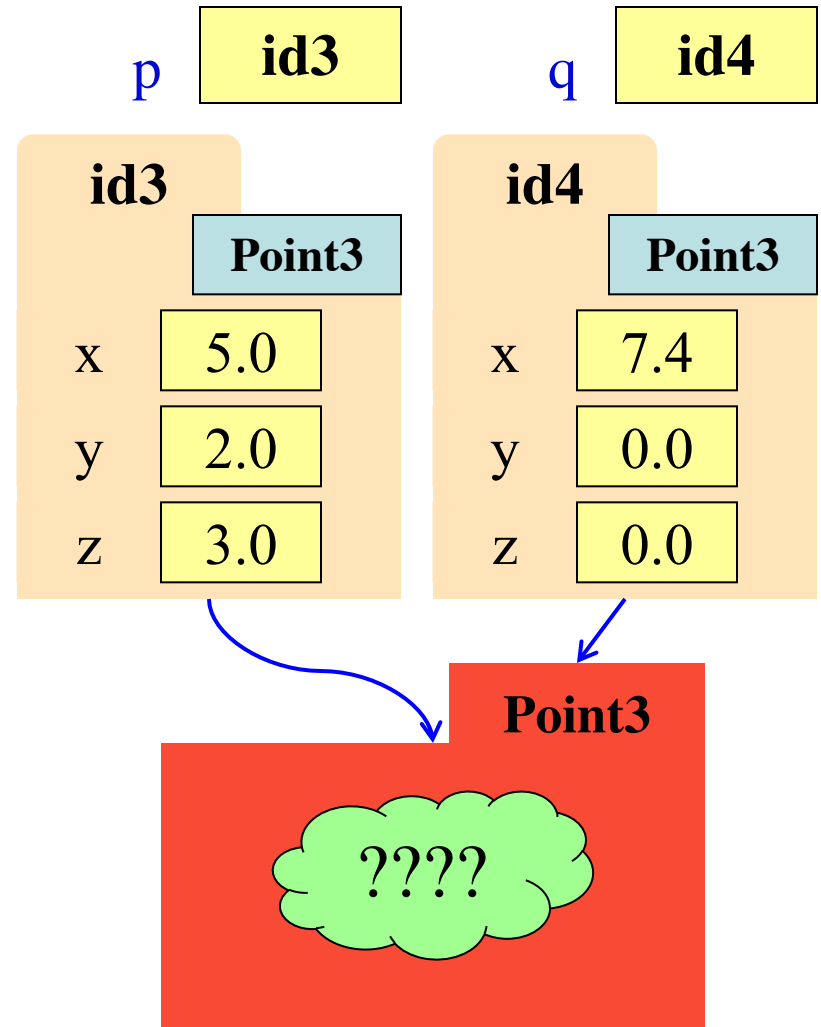 p id3
q id4
id3
Point3
x 5.0
y 2.0
z 3.0
id4
Point3
x 7.4
y 0.0
z 0.0
Point3
????